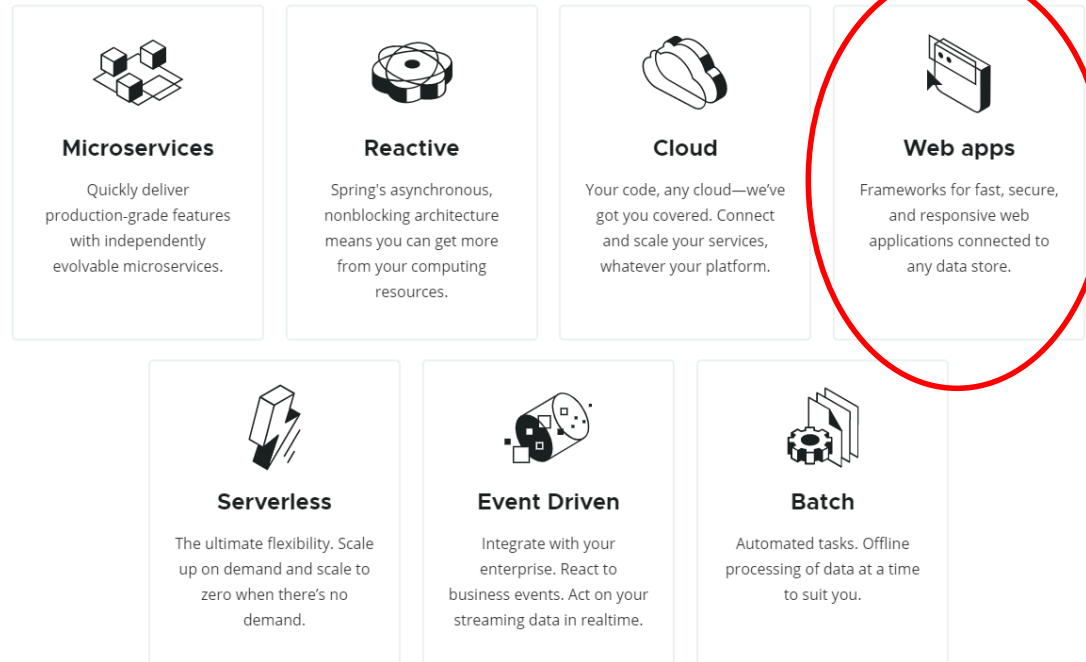 Microservices
Quickly deliver
production-grade features
with independently
evolvable microservices.
Reactive
Spring's asynchronous,
nonblocking architecture
means you can get more
from your computing
resources.
Cloud
Your code, any cloud—we've
got you covered. Connect
and scale your services,
whatever your platform.
Web apps
Frameworks for fast, secure,
and responsive web
applications connected to
any data store.
Serverless
The ultimate flexibility. Scale
up on demand and scale to
zero when there's no
demand.
Event Driven
Integrate with your
enterprise. React to
business events. Act on your
streaming data in realtime.
Batch
Automated tasks. Offline
processing of data at a time
to suit you.